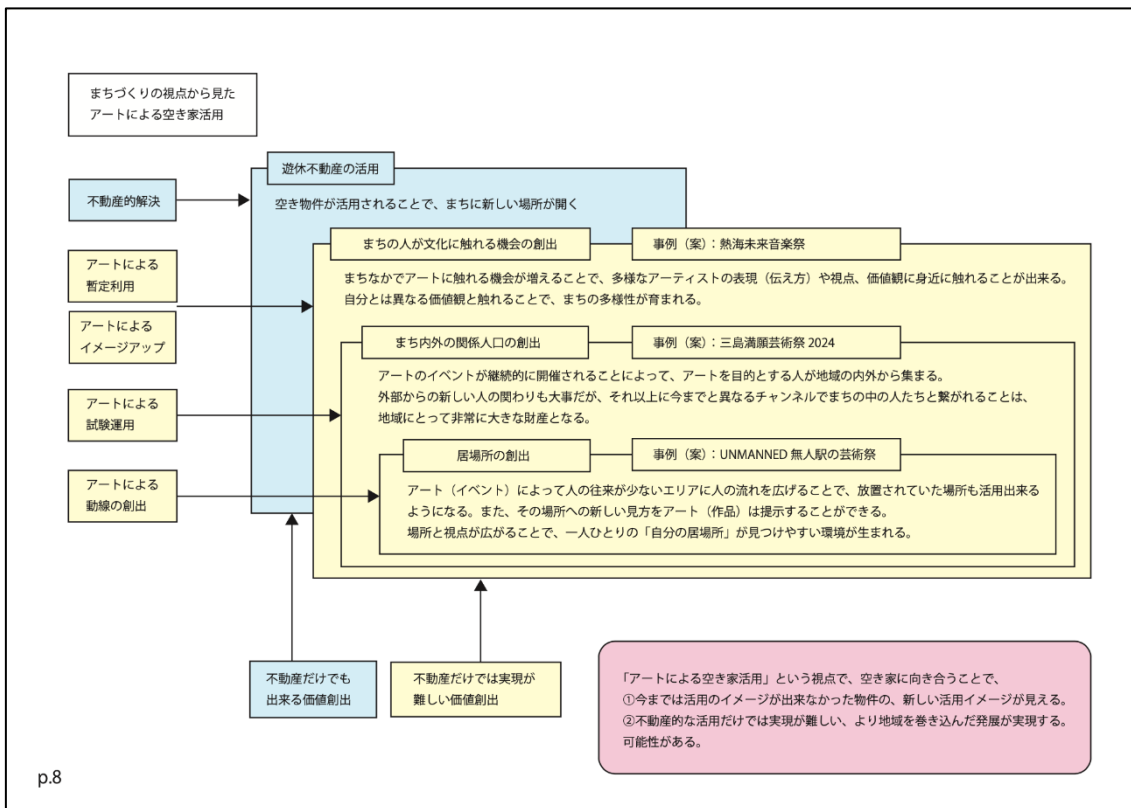 まちづくりの視点から見た
アートによる空き家活用
不動産的解決
遊休不動産の活用
空き物件が活用されることで、まちに新しい場所が開く
アートによる
暫定利用
アートによる
イメージアップ
まちの人が文化に触れる機会の創出
事例（案）：熱海未来音楽祭
まちなかでアートに触れる機会が増えることで、多様なアーティストの表現（伝え方）や視点、価値観に身近に触れることが出来る。
自分とは異なる価値観と触れることで、まちの多様性が育まれる。
アートによる
試験運用
まち内外の関係人口の創出
事例（案）：三島満願芸術祭 2024
アートのイベントが継続的に開催されることによって、アートを目的とする人が地域の内外から集まる。
外部からの新しい人の関わりも大事だが、それ以上に今までと異なるチャンネルでまちの中の人たちと繋がれることは、
地域にとって非常に大きな財産となる。
アートによる
動線の創出
居場所の創出
事例（案）：UNMANNED 無人駅の芸術祭
アート（イベント）によって人の往来が少ないエリアに人の流れを広げることで、放置されていた場所も活用出来る
ようになる。また、その場所への新しい見方をアート（作品）は提示することができる。
場所と視点が広がることで、一人ひとりの「自分の居場所」が見つけやすい環境が生まれる。
不動産だけでも
出来る価値創出
不動産だけでは実現が
難しい価値創出
「アートによる空き家活用」という視点で、空き家に向き合うことで、
①今までは活用のイメージが出来なかった物件の、新しい活用イメージが見える。
②不動産的な活用だけでは実現が難しい、より地域を巻き込んだ発展が実現する。
可能性がある。
p.8